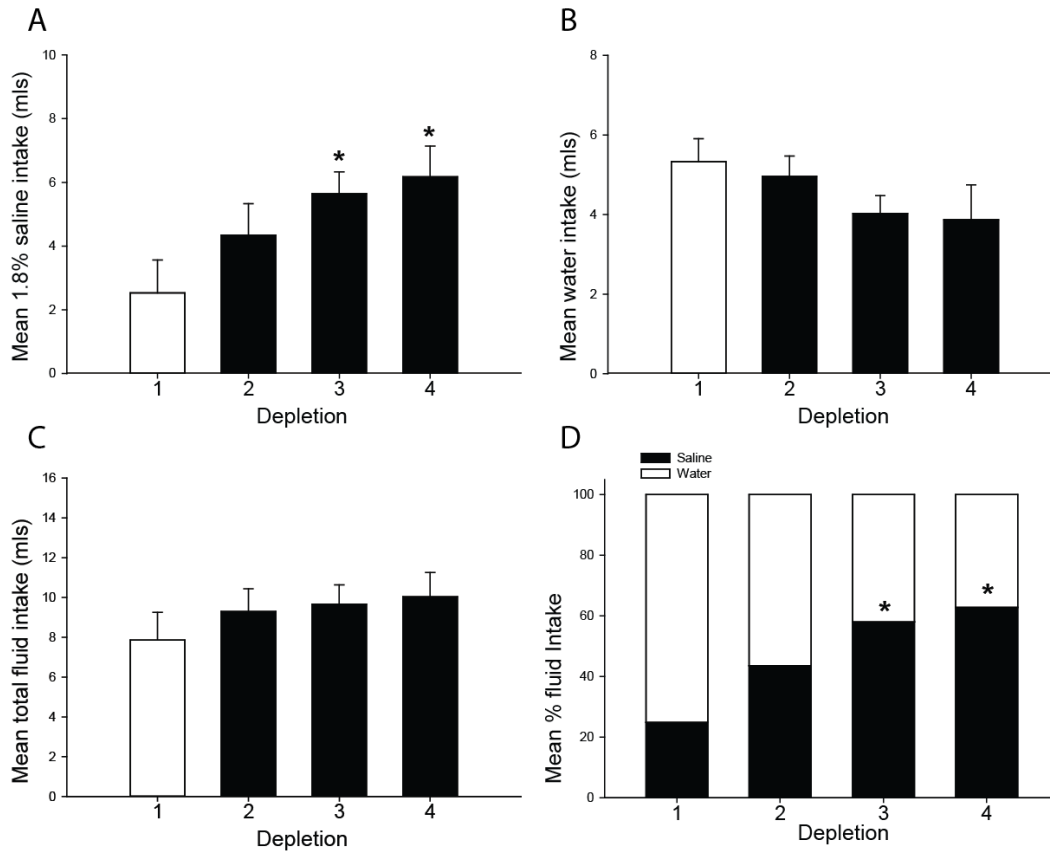 A
Mean 1.8% saline intake (mls)
10
8
6
4
2
0
*
*
1 2 3 4
Depletion
B
Mean water intake (mls)
8
6
4
2
0
1 2 3 4
Depletion
C
Mean total fluid intake (mls)
16
14
12
10
8
6
4
2
0
1 2 3 4
Depletion
D
Saline
Water
Mean % fluid Intake
100
80
60
40
20
0
*
*
1 2 3 4
Depletion